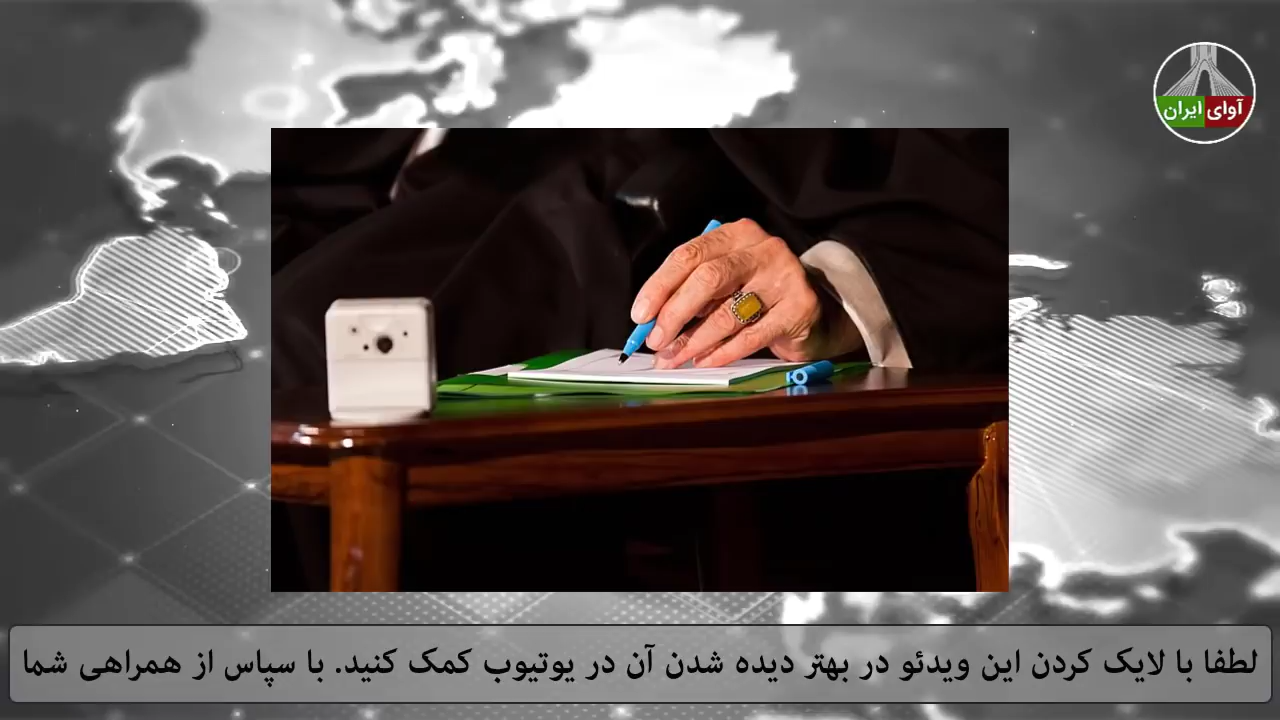 آوای ایران
لطفا با لایک کردن این ویدئو در بهتر دیده شدن آن در یوتیوب کمک کنید. با سپاس از همراهی شما